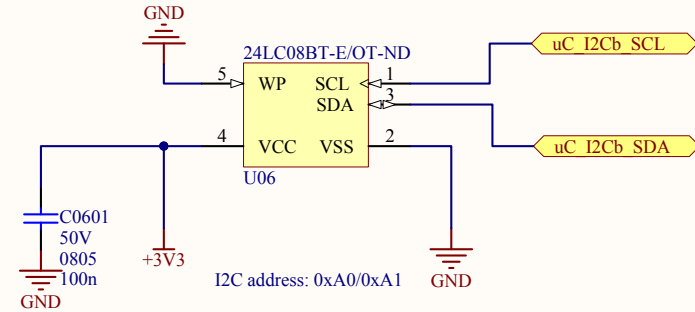 GND
24LC08BT-E/OT-ND
uC_I2Cb_SCL
5
WP
SCL
1
SDA
3
4
VCC
VSS
2
uC_I2Cb_SDA
U06
C0601
50V
0805
100n
+3V3
I2C address: 0xA0/0xA1
GND
GND